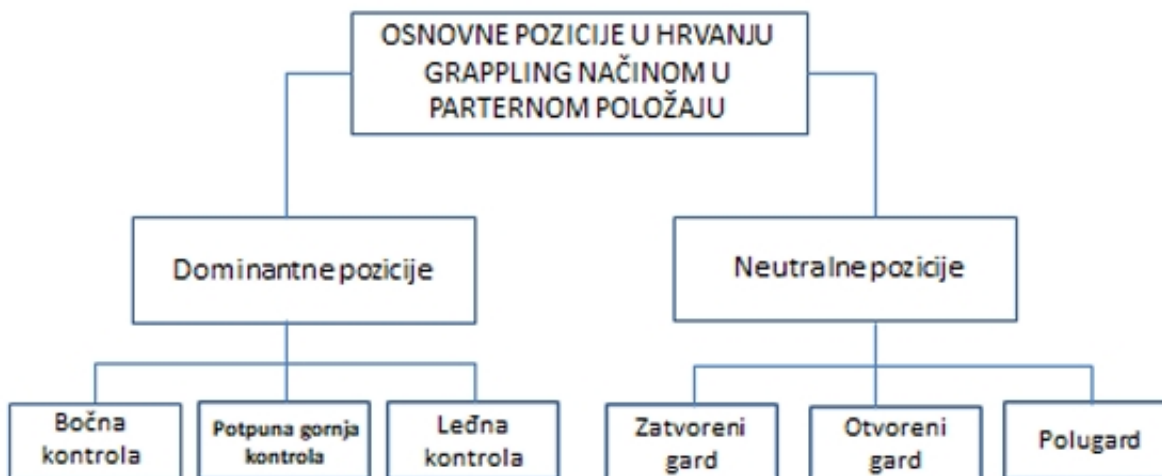 OSNOVNE POZICIJE U HRVANJU
GRAPPLING NAČINOM U
PARTERNOM POLOŽAJU
Dominantne pozicije
Neutralne pozicije
Bočna
kontrola
Potpuna gornja
kontrola
Leđna
kontrola
Zatvoreni
gard
Otvoreni
gard
Polugard